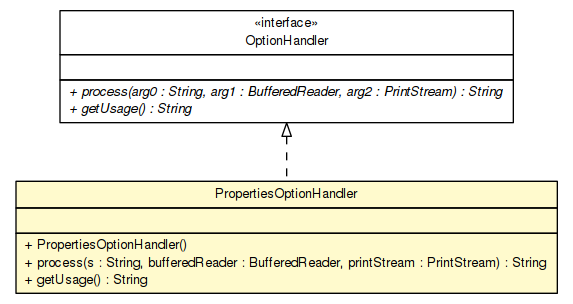 «interface»
OptionHandler
+ process(arg0 : String, arg1 : BufferedReader, arg2 : PrintStream) : String
+ getUsage() : String
PropertiesOptionHandler
+ PropertiesOptionHandler()
+ process(s : String, bufferedReader : BufferedReader, printStream : PrintStream) : String
+ getUsage() : String